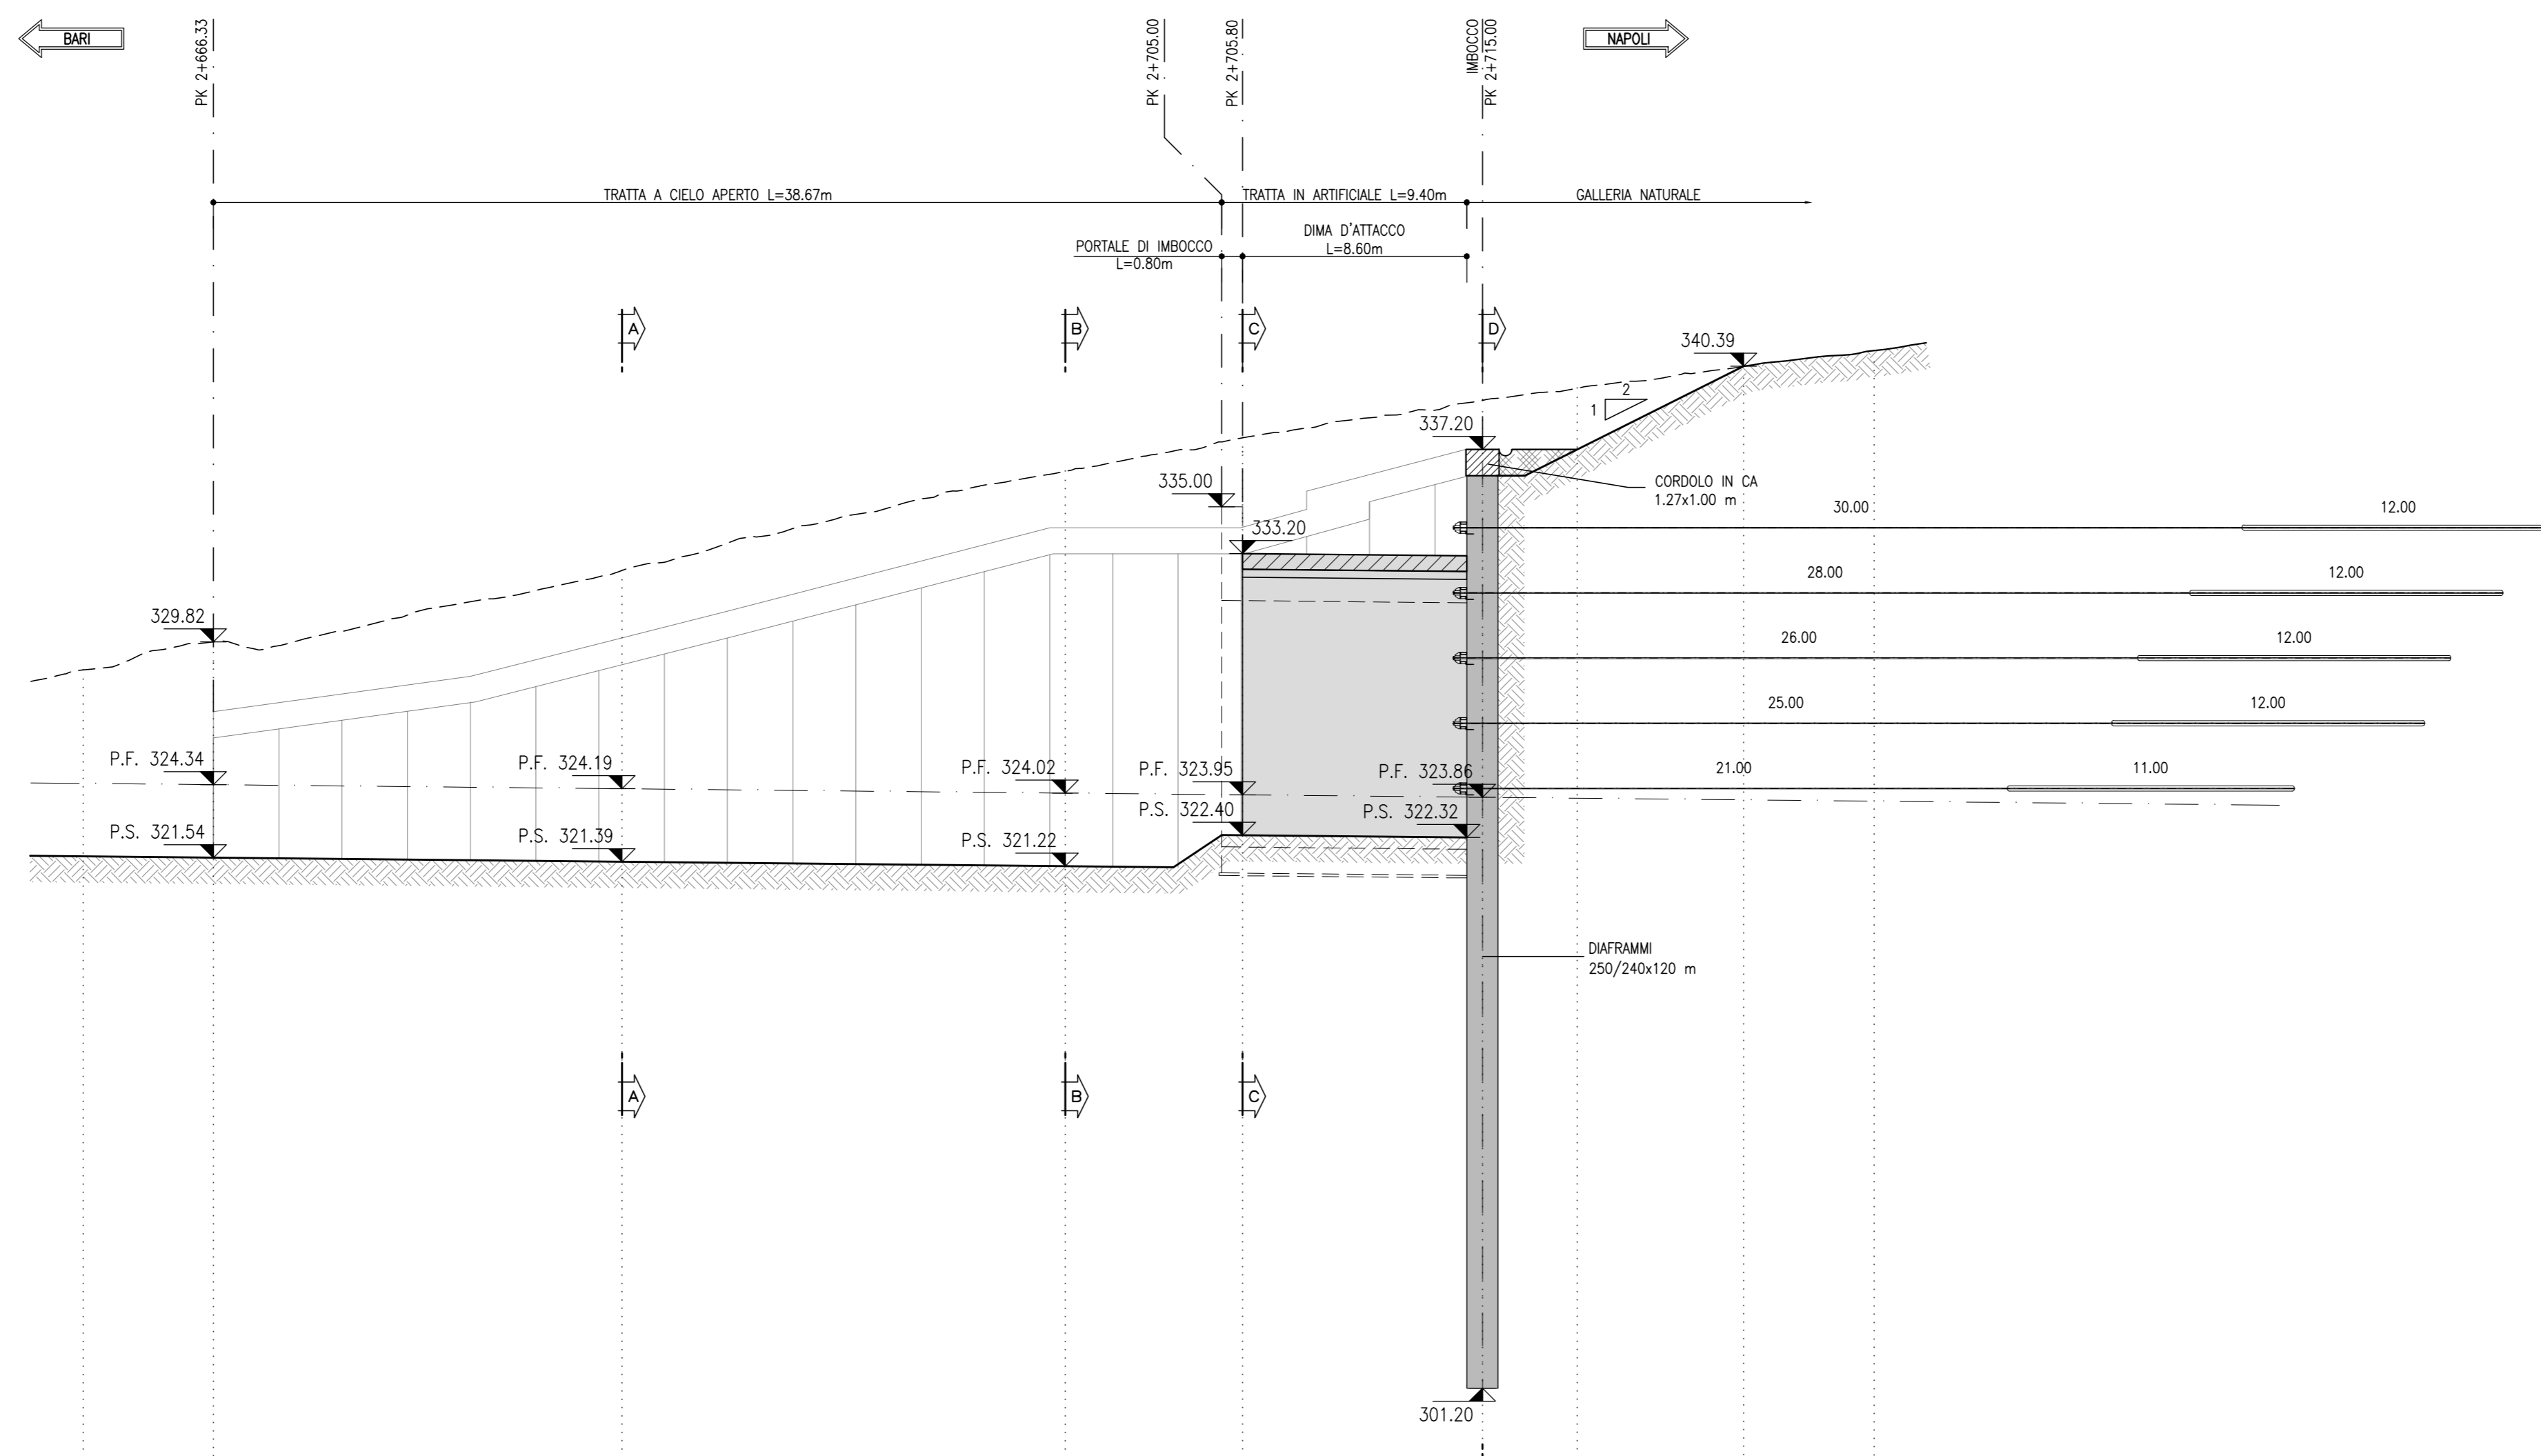 BARI
PK 2+666.33
PK 2+705.00
PK 2+705.80
IMBOCCO
PK 2+715.00
NAPOLI
TRATTA A CIELO APERTO L=38.67m
TRATTA IN ARTIFICIALE L=9.40m
GALLERIA NATURALE
PORTALE DI IMBOCCO
L=0.80m
DIMA D'ATTACCO
L=8.60m
A
B
C
D
340.39
2
1
337.20
335.00
CORDOLO IN CA
1.27x1.00 m
333.20
30.00
12.00
28.00
12.00
329.82
26.00
12.00
25.00
12.00
P.F. 324.34
P.F. 324.19
P.F. 324.02
P.F. 323.95
P.F. 323.86
21.00
11.00
P.S. 321.54
P.S. 321.39
P.S. 321.22
P.S. 322.40
P.S. 322.32
DIAFRAMMI
250/240x120 m
A
B
C
301.20